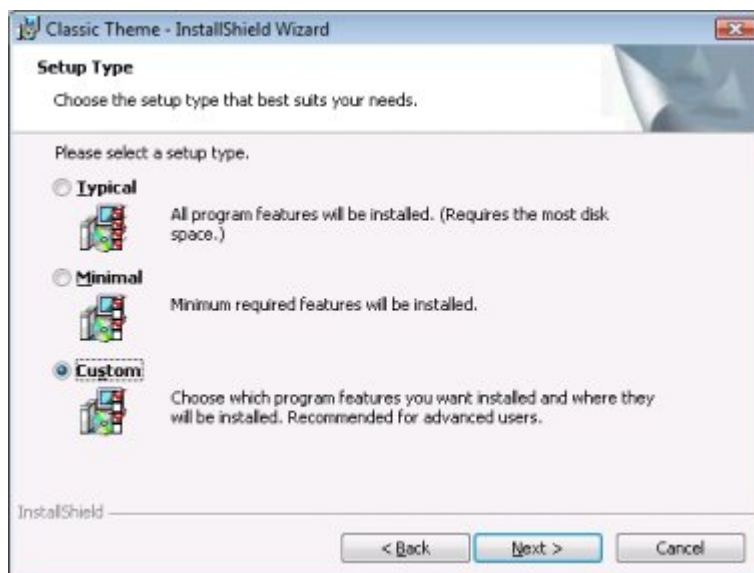 Classic Theme - InstallShield Wizard
Setup Type
Choose the setup type that best suits your needs.
Please select a setup type.
Typical
All program features will be installed. (Requires the most disk
space.)
Minimal
Minimum required features will be installed.
Custom
Choose which program features you want installed and where they
will be installed. Recommended for advanced users.
InstallShield
< Back
Next >
Cancel